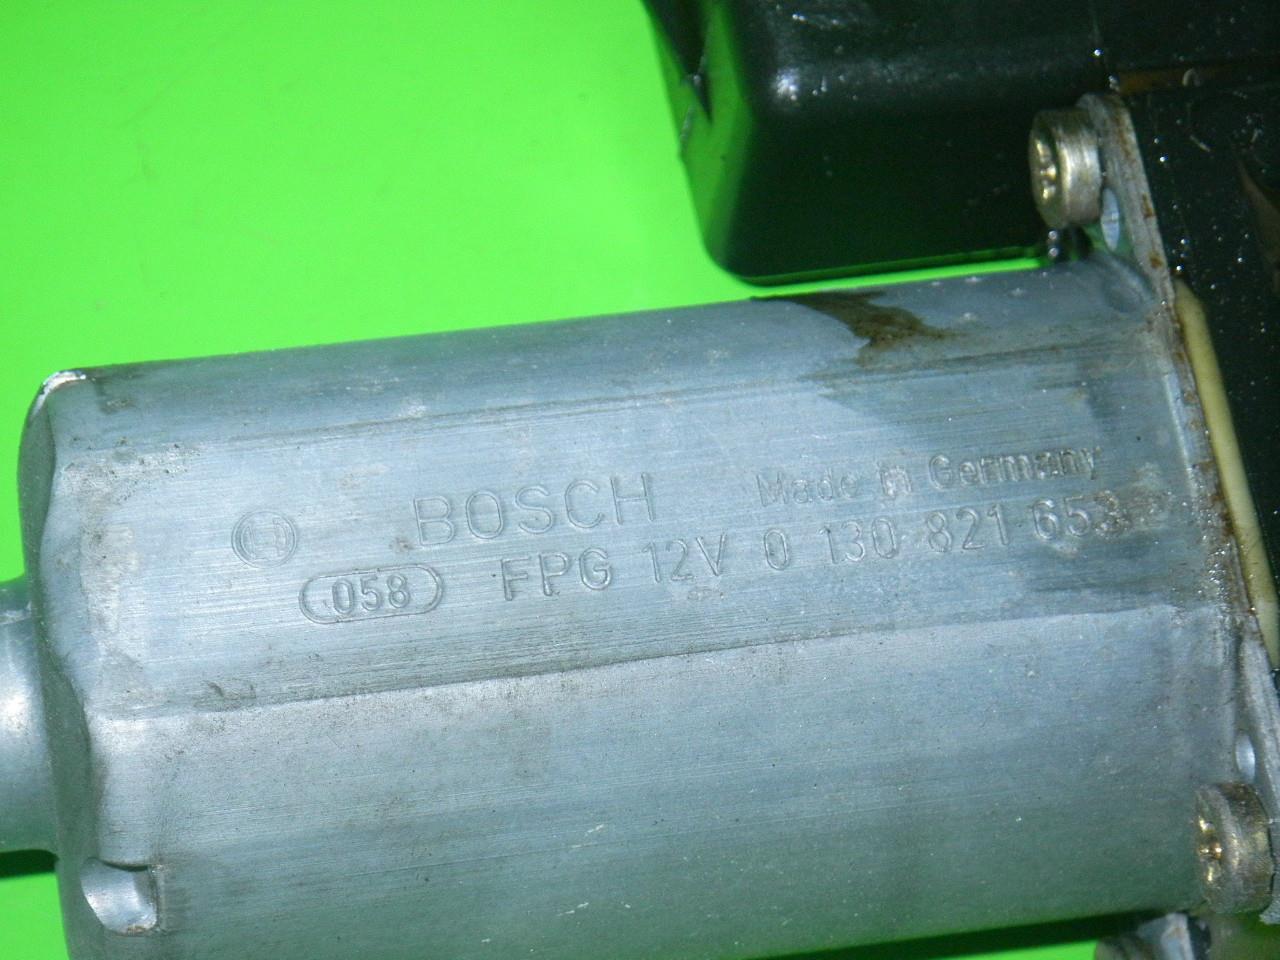 BOSCH Made in Germany
058 FPG 12V 0 130 821 653